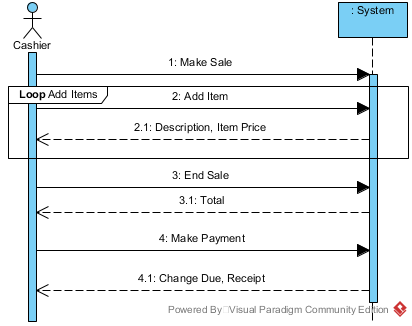 : System
Cashier
1: Make Sale
Loop Add Items
2: Add Item
2.1: Description, Item Price
3: End Sale
3.1: Total
4: Make Payment
4.1: Change Due, Receipt
Powered By Visual Paradigm Community Edition